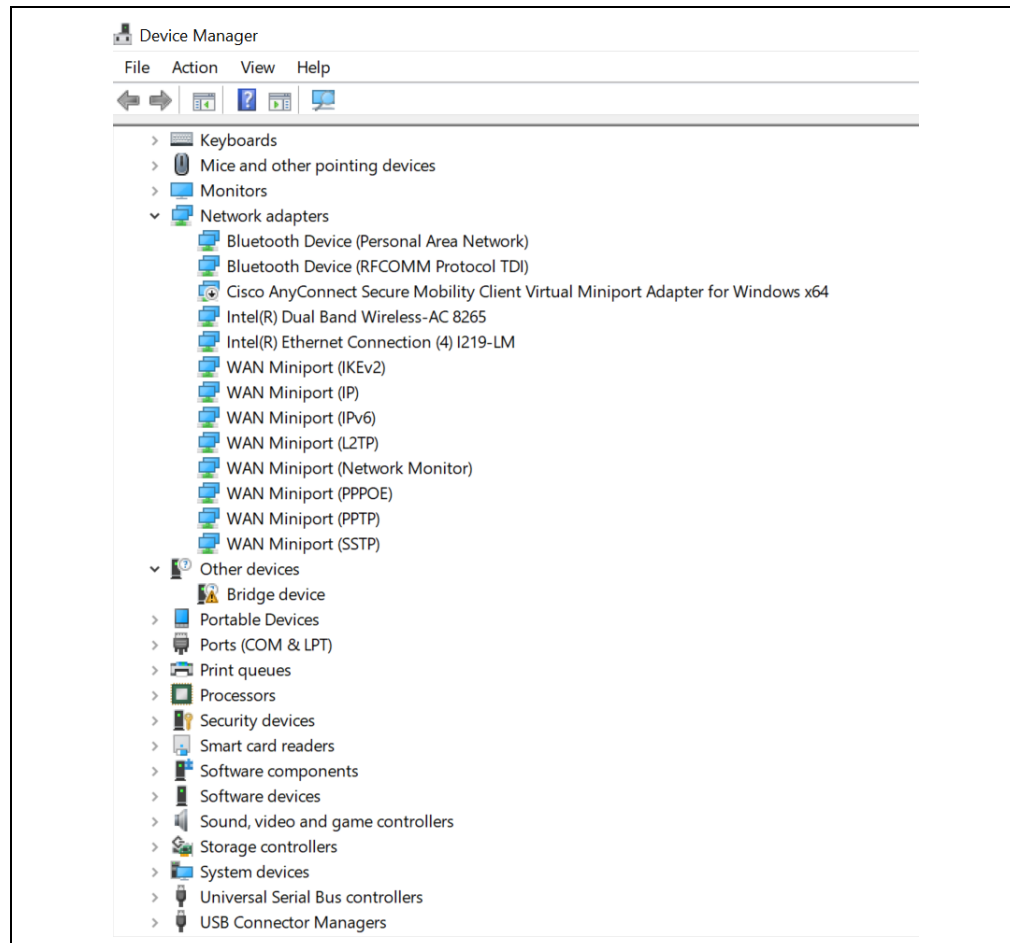 Device Manager
File Action View Help
Keyboards
Mice and other pointing devices
Monitors
Network adapters
Bluetooth Device (Personal Area Network)
Bluetooth Device (RFCOMM Protocol TDI)
Cisco AnyConnect Secure Mobility Client Virtual Miniport Adapter for Windows x64
Intel(R) Dual Band Wireless-AC 8265
Intel(R) Ethernet Connection (4) I219-LM
WAN Miniport (IKEv2)
WAN Miniport (IP)
WAN Miniport (IPv6)
WAN Miniport (L2TP)
WAN Miniport (Network Monitor)
WAN Miniport (PPPOE)
WAN Miniport (PPTP)
WAN Miniport (SSTP)
Other devices
Bridge device
Portable Devices
Ports (COM & LPT)
Print queues
Processors
Security devices
Smart card readers
Software components
Software devices
Sound, video and game controllers
Storage controllers
System devices
Universal Serial Bus controllers
USB Connector Managers